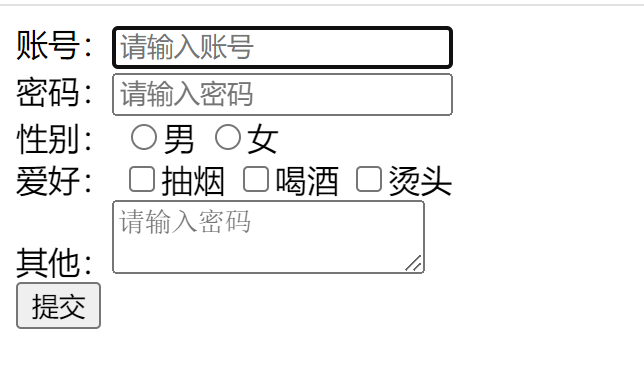 账号：请输入账号
密码：请输入密码
性别： 男 女
爱好： 抽烟 喝酒 烫头
请输入密码
其他：
提交